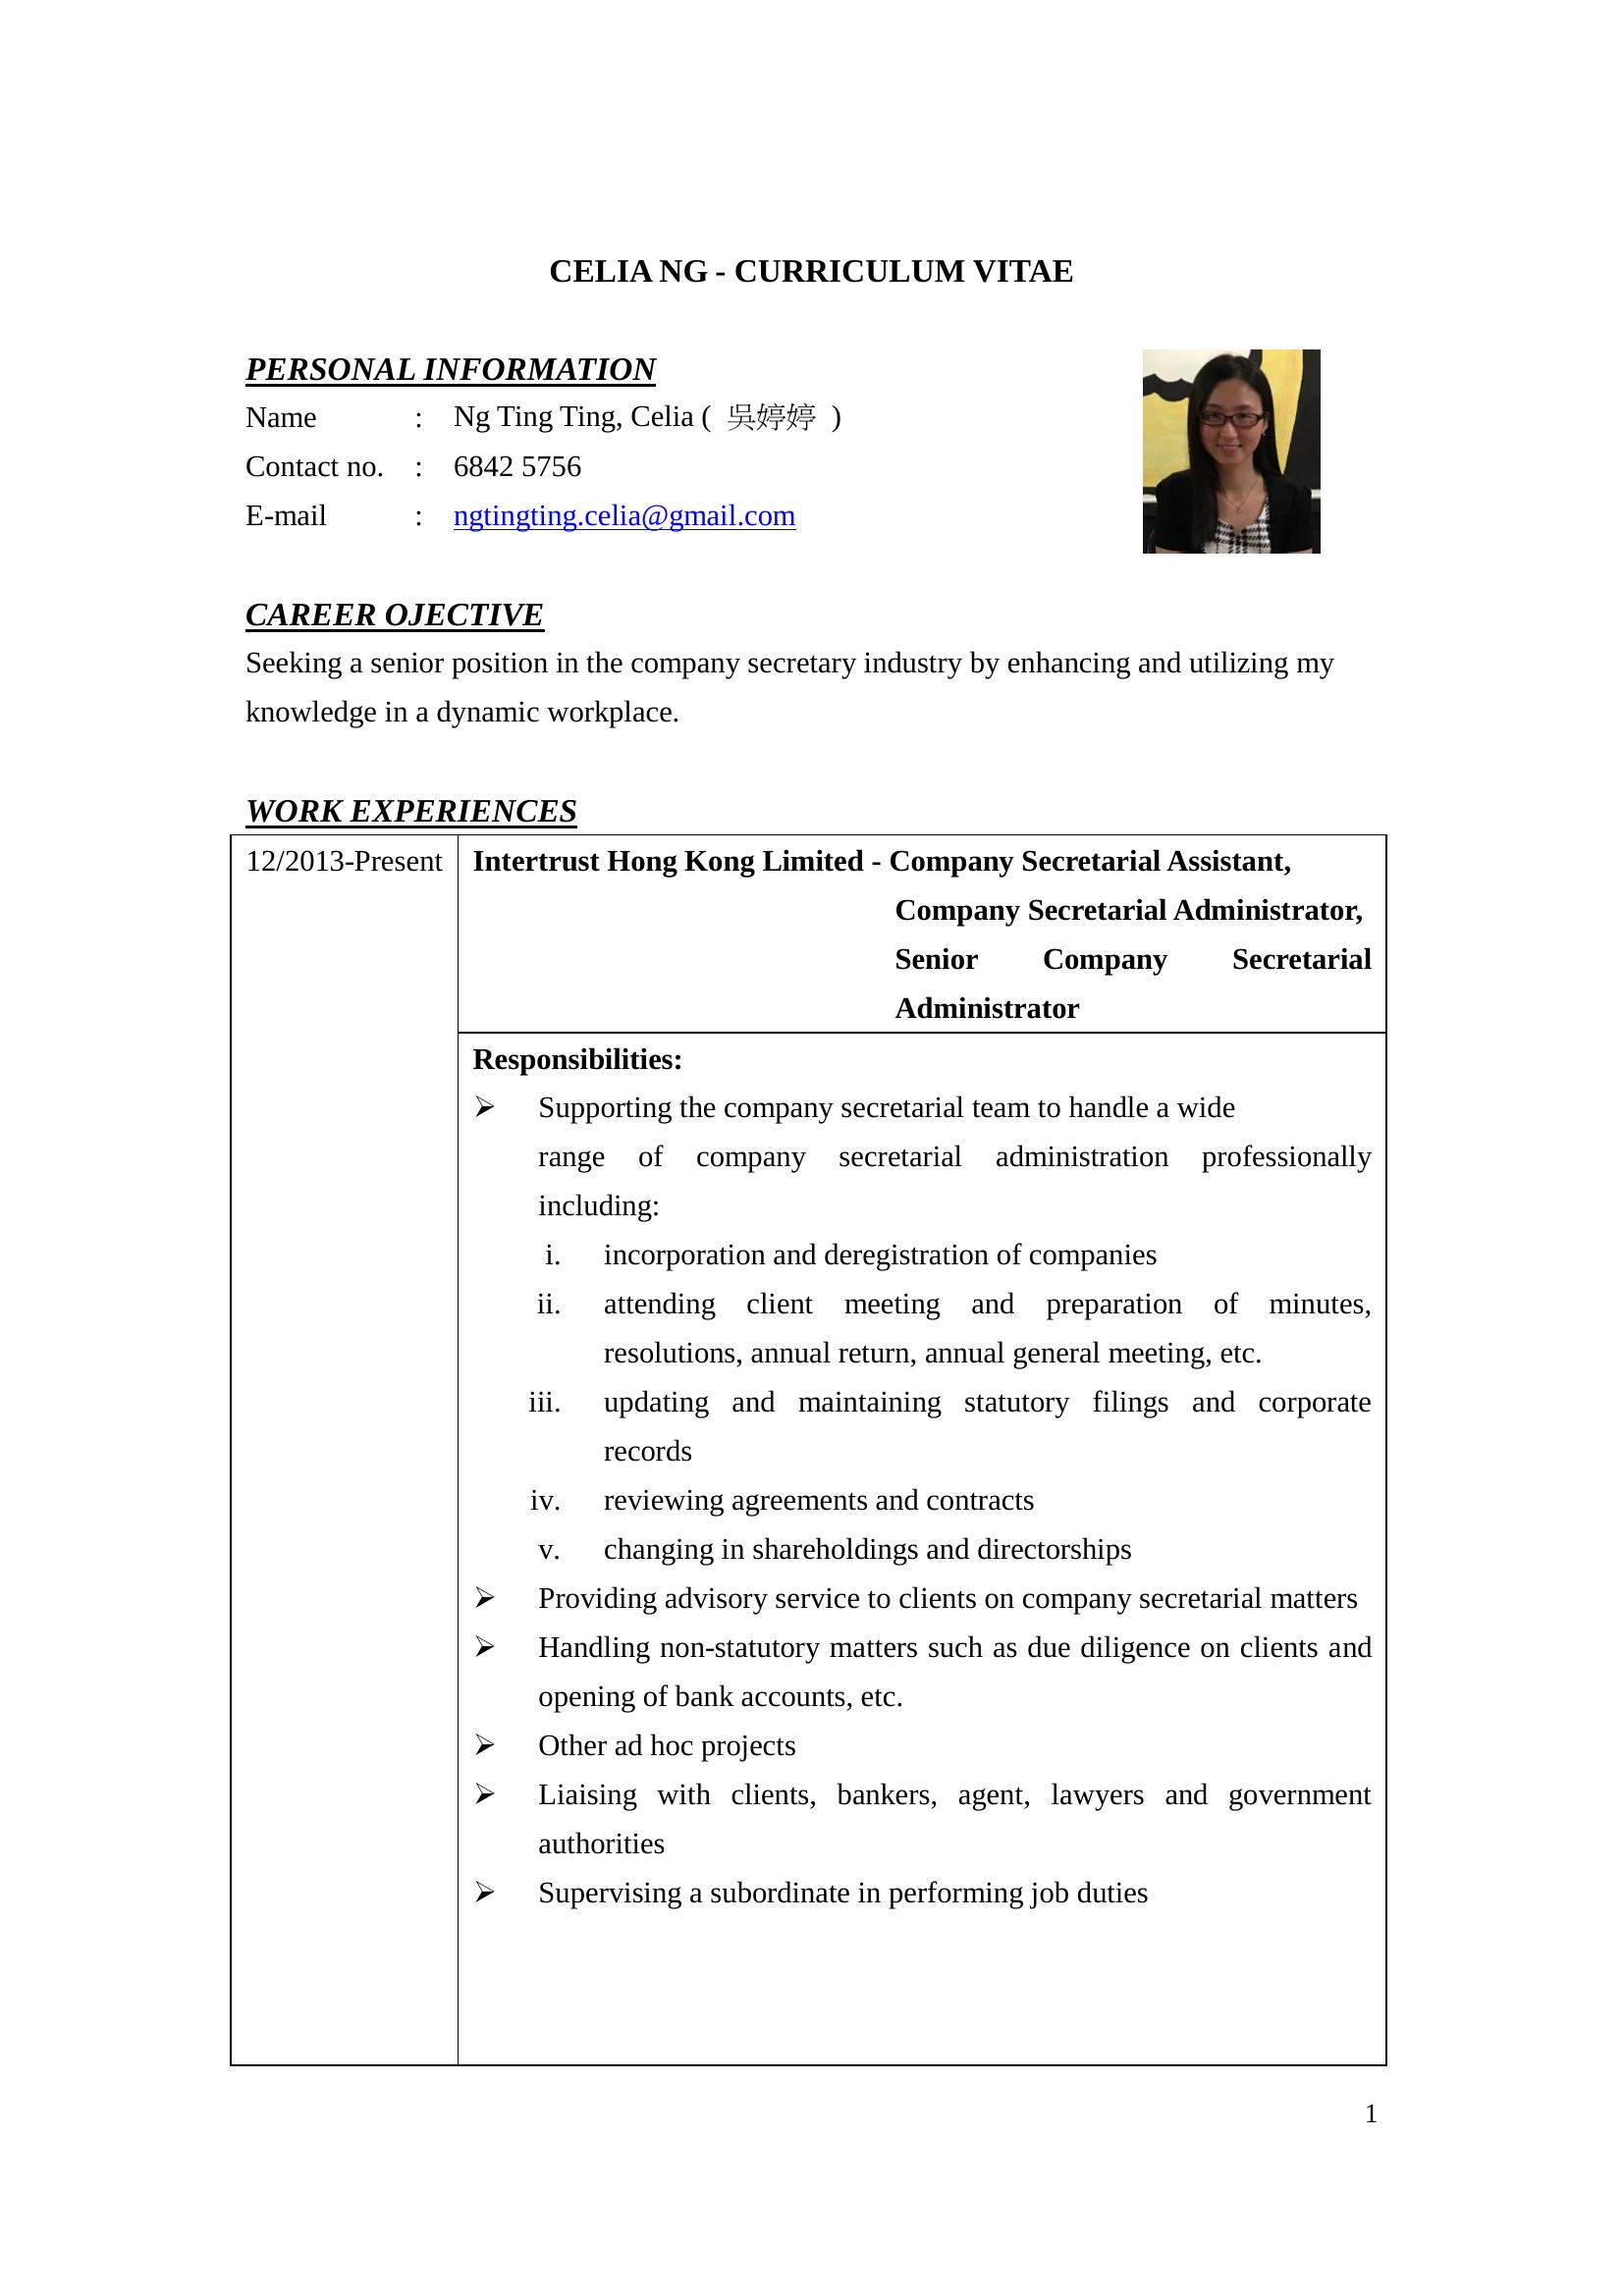 CELIA NG - CURRICULUM VITAE
PERSONAL INFORMATION
Name : Ng Ting Ting, Celia ( 吳婷婷 )
Contact no. : 6842 5756
E-mail : ngtingting.celia@gmail.com
CAREER OJECTIVE
Seeking a senior position in the company secretary industry by enhancing and utilizing my
knowledge in a dynamic workplace.
WORK EXPERIENCES
12/2013-Present Intertrust Hong Kong Limited - Company Secretarial Assistant,
Company Secretarial Administrator,
Senior Company Secretarial
Administrator
Responsibilities:
➢ Supporting the company secretarial team to handle a wide
range of company secretarial administration professionally
including:
i. incorporation and deregistration of companies
ii. attending client meeting and preparation of minutes,
resolutions, annual return, annual general meeting, etc.
iii. updating and maintaining statutory filings and corporate
records
iv. reviewing agreements and contracts
v. changing in shareholdings and directorships
➢ Providing advisory service to clients on company secretarial matters
➢ Handling non-statutory matters such as due diligence on clients and
opening of bank accounts, etc.
➢ Other ad hoc projects
➢ Liaising with clients, bankers, agent, lawyers and government
authorities
➢ Supervising a subordinate in performing job duties
1